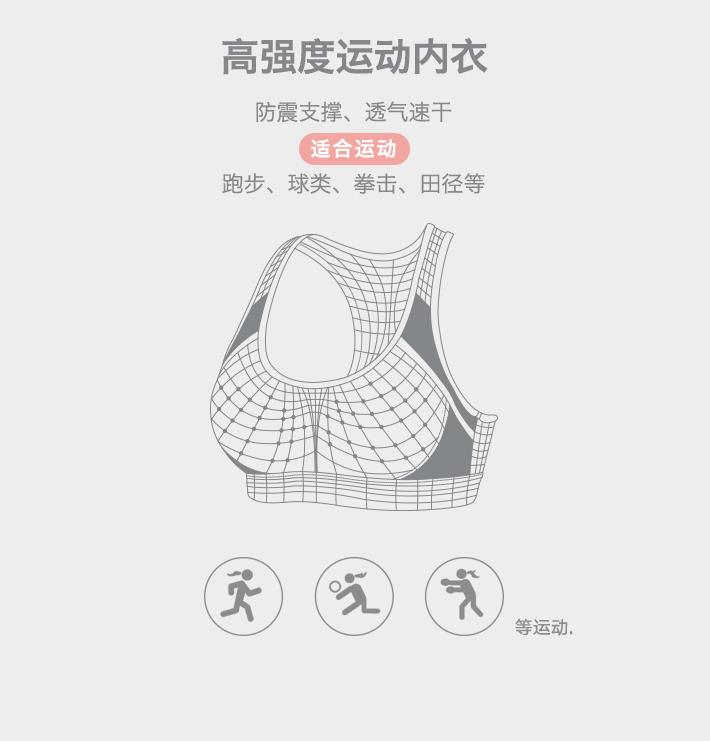 高强度运动内衣
防震支撑、透气速干
适合运动
跑步、球类、拳击、田径等
等运动.